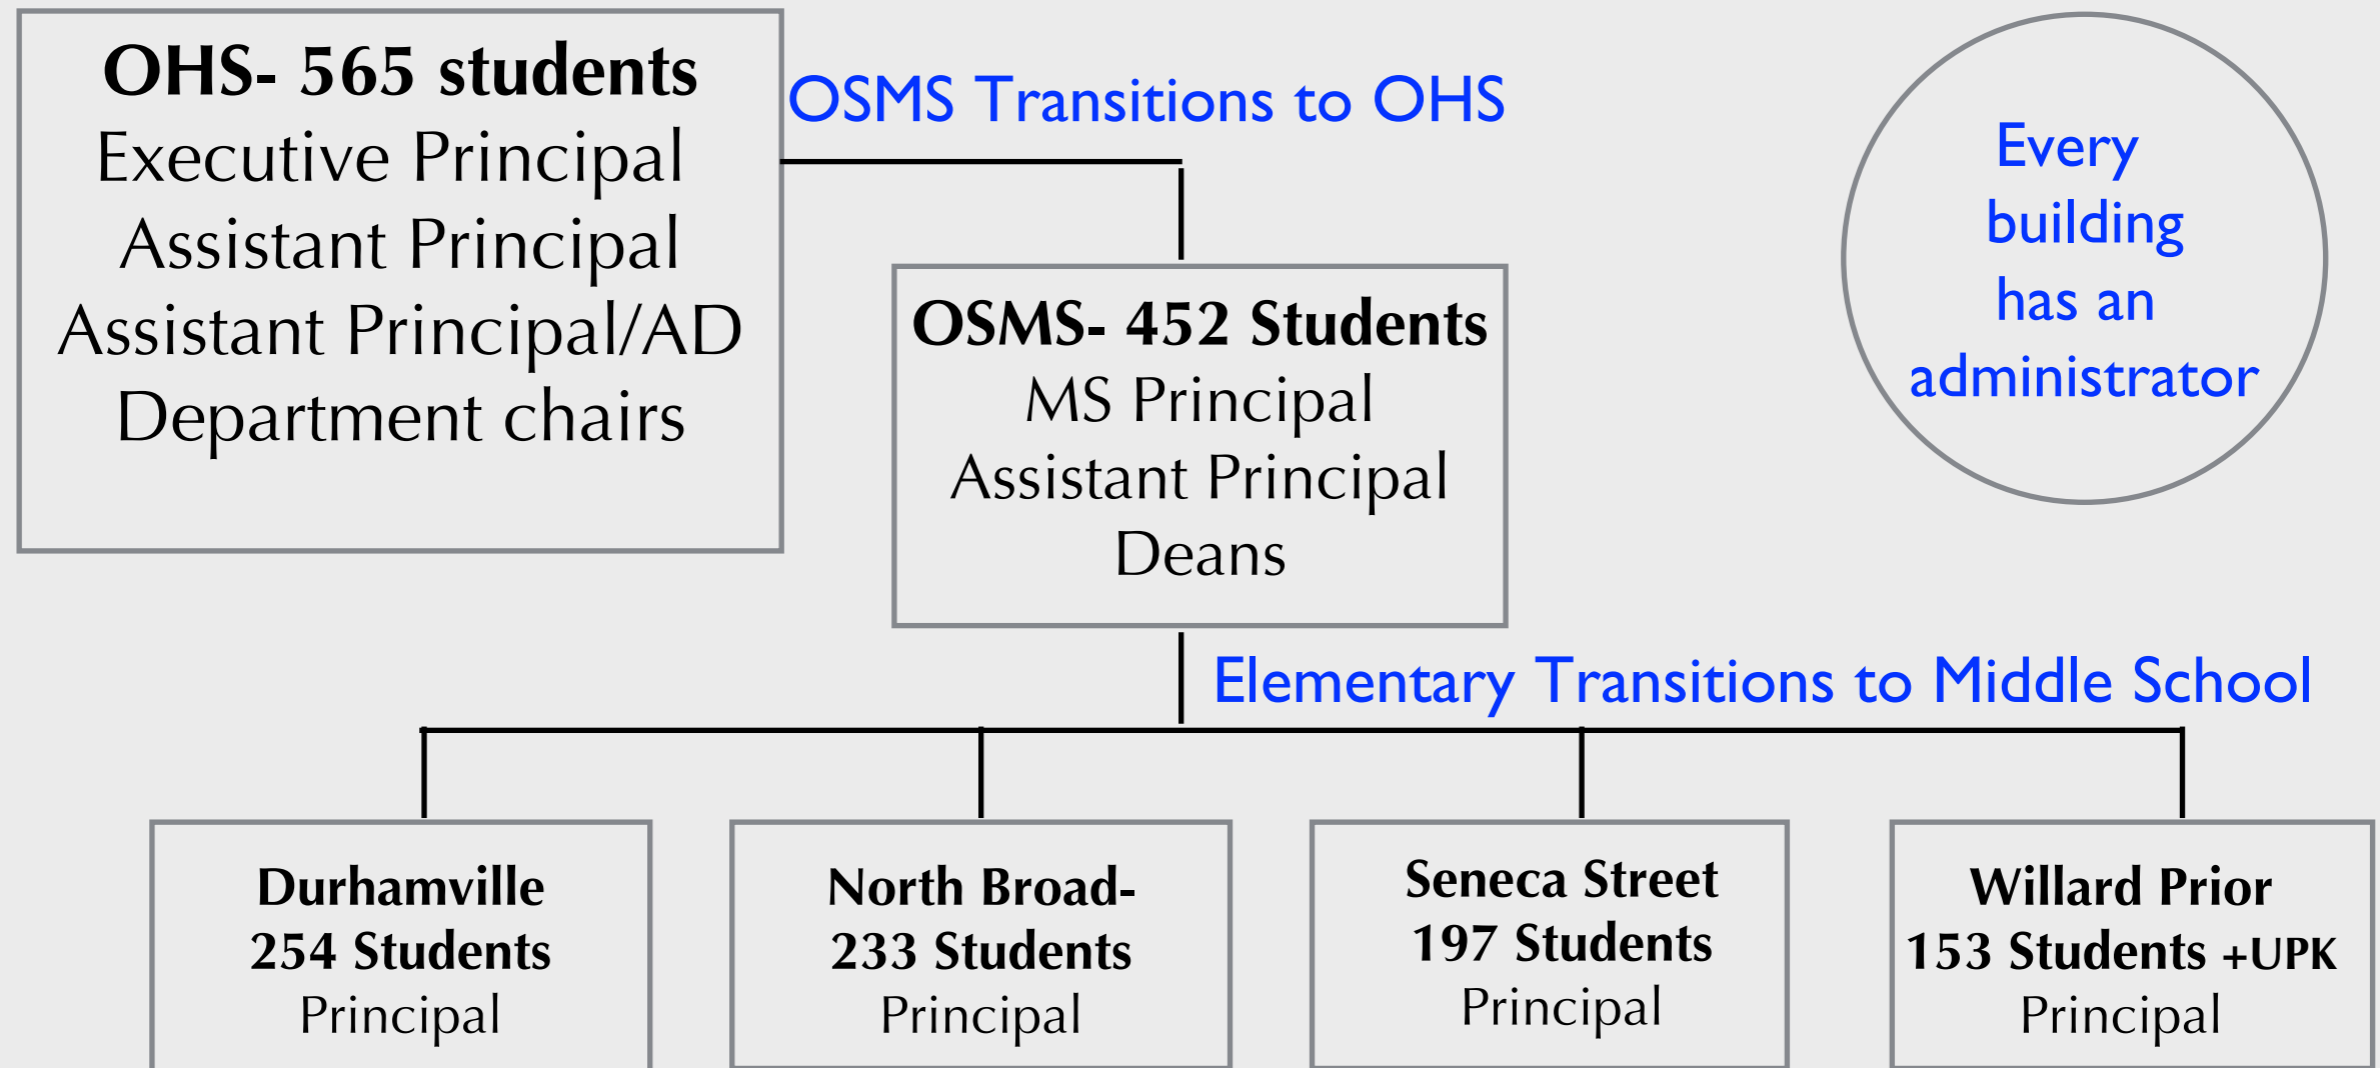 OHS- 565 students
Executive Principal
Assistant Principal
Assistant Principal/AD
Department chairs
OSMS Transitions to OHS
Every
building
has an
administrator
OSMS- 452 Students
MS Principal
Assistant Principal
Deans
Elementary Transitions to Middle School
Durhamville
254 Students
Principal
North Broad-
233 Students
Principal
Seneca Street
197 Students
Principal
Willard Prior
153 Students +UPK
Principal